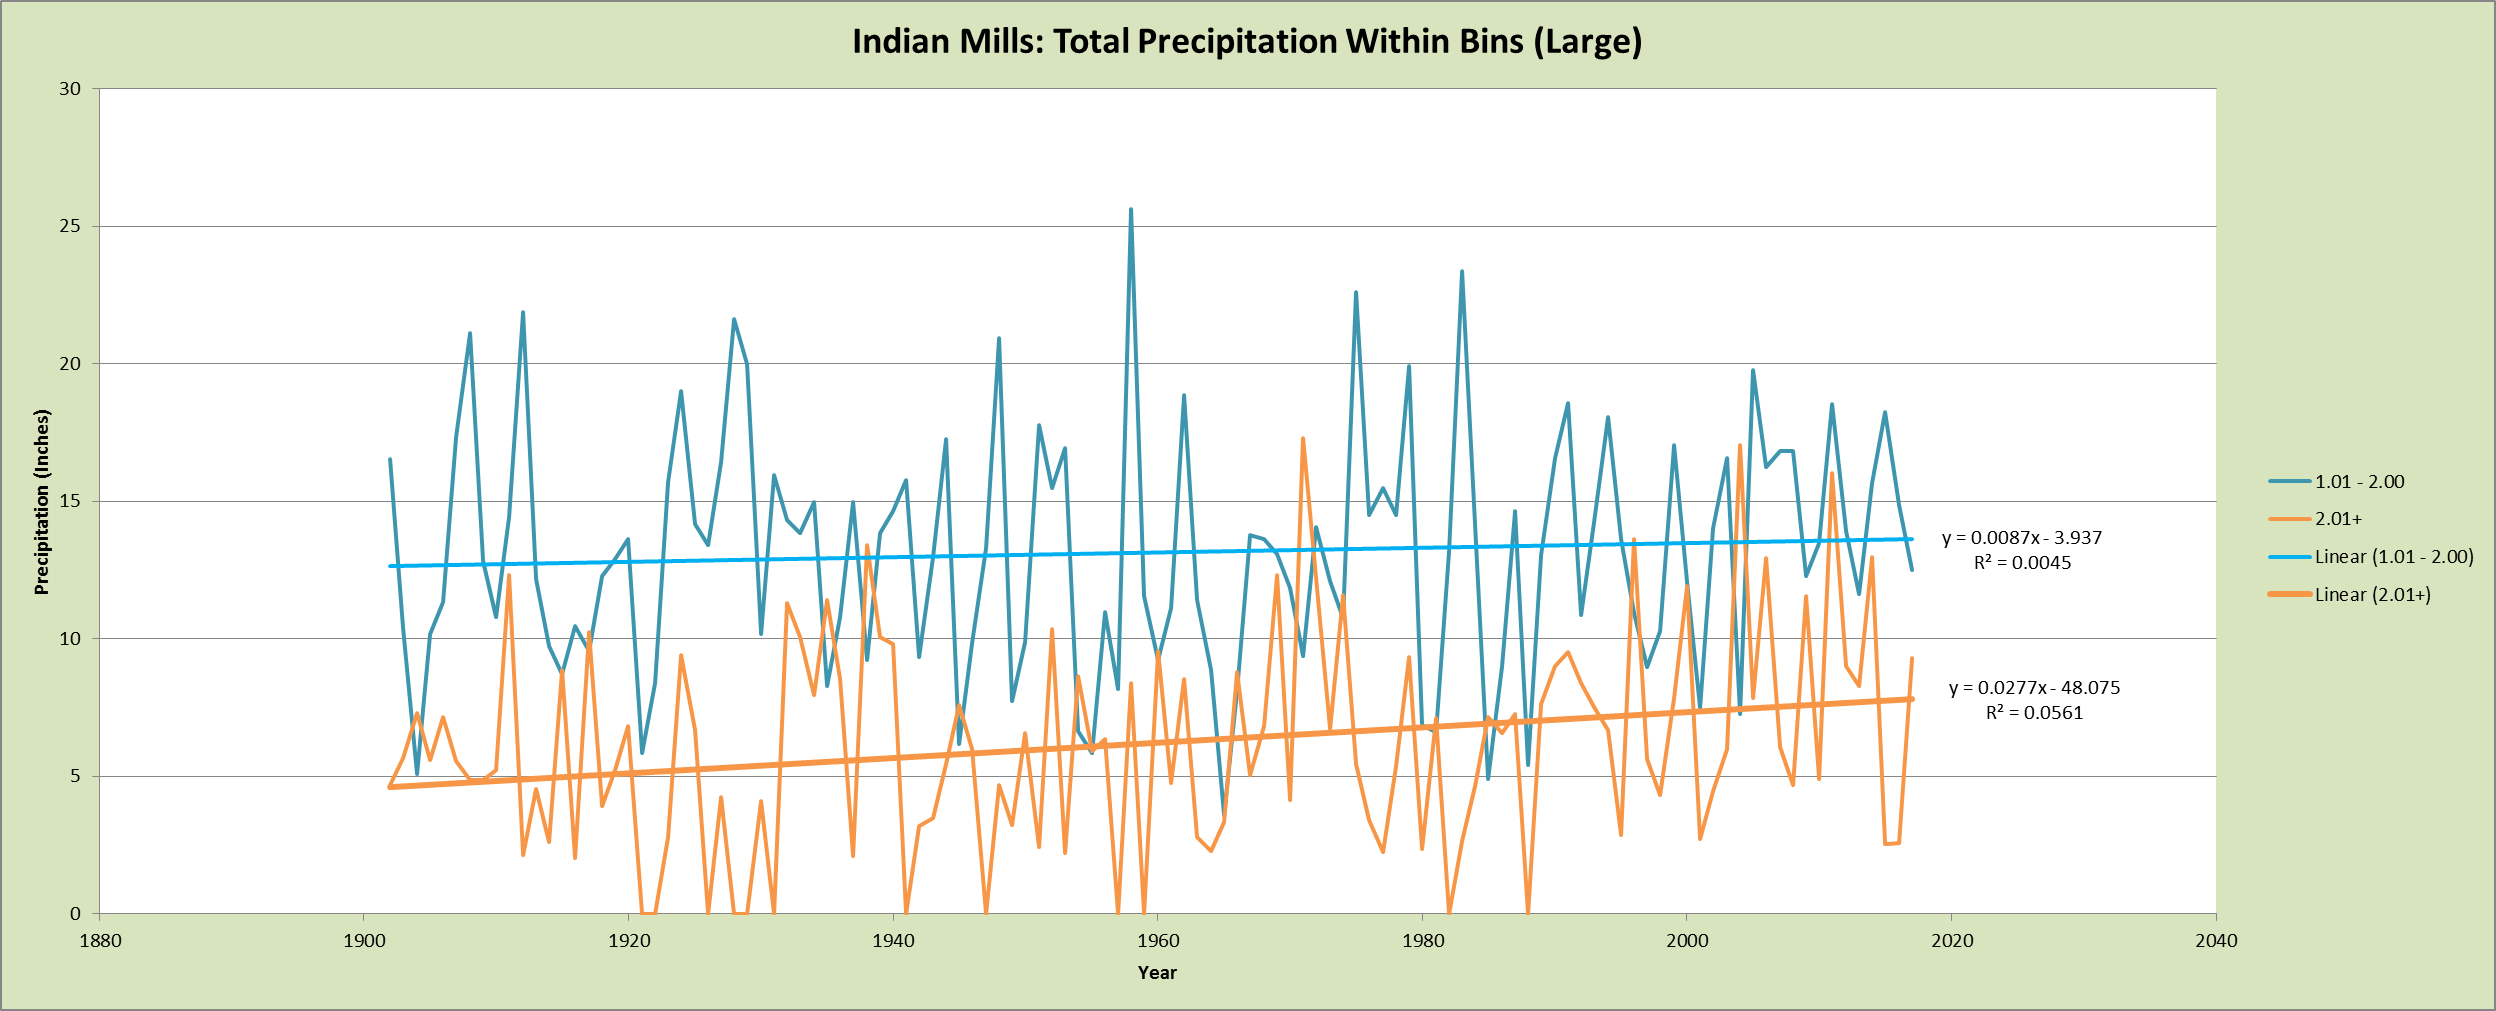 Indian Mills: Total Precipitation Within Bins (Large)
30
25
20
15
10
5
0
Precipitation (Inches)
1880 1900 1920 1940 1960 1980 2000 2020 2040
Year
y = 0.0087x - 3.937
R² = 0.0045
y = 0.0277x - 48.075
R² = 0.0561
1.01 - 2.00
2.01+
Linear (1.01 - 2.00)
Linear (2.01+)